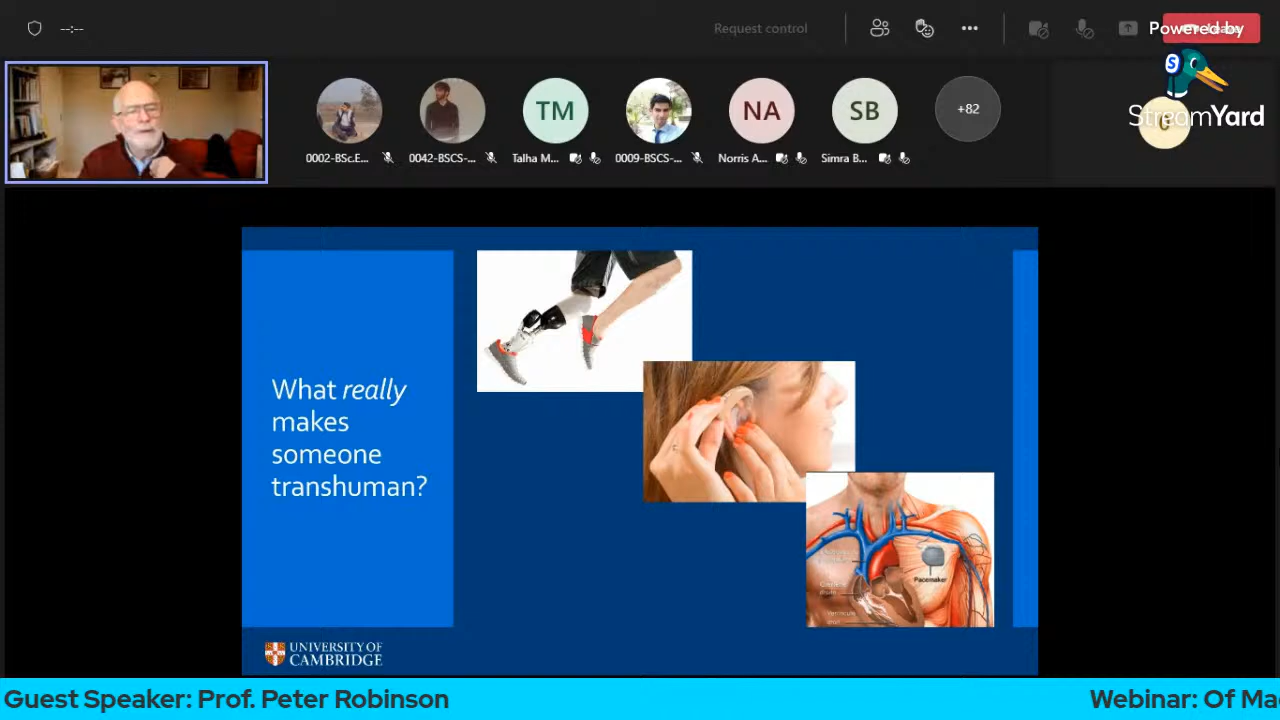 --:--
Request control
Powered by
StreamYard
TM
NA
SB
+82
C
0002-BSc.E...
0042-BSCS-...
Talha M...
0009-BSCS-...
Norris A...
Simra B...
What really
makes
someone
transhuman?
Pacemaker
UNIVERSITY OF
CAMBRIDGE
Guest Speaker: Prof. Peter Robinson
Webinar: Of Ma